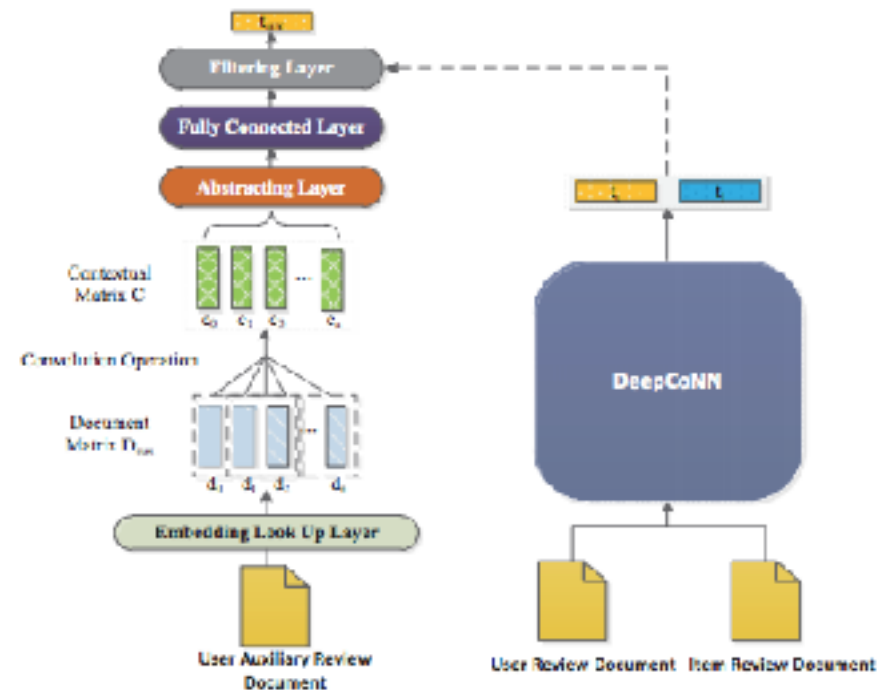 Filtering Layer
Fully Connected Layer
Abstracting Layer
Contextual
Matrix C
Convolution Operation
DeepCoNN
Document
Matrix
Embedding Look Up Layer
User Auxiliary Review
Document
User Review Document
Item Review Document